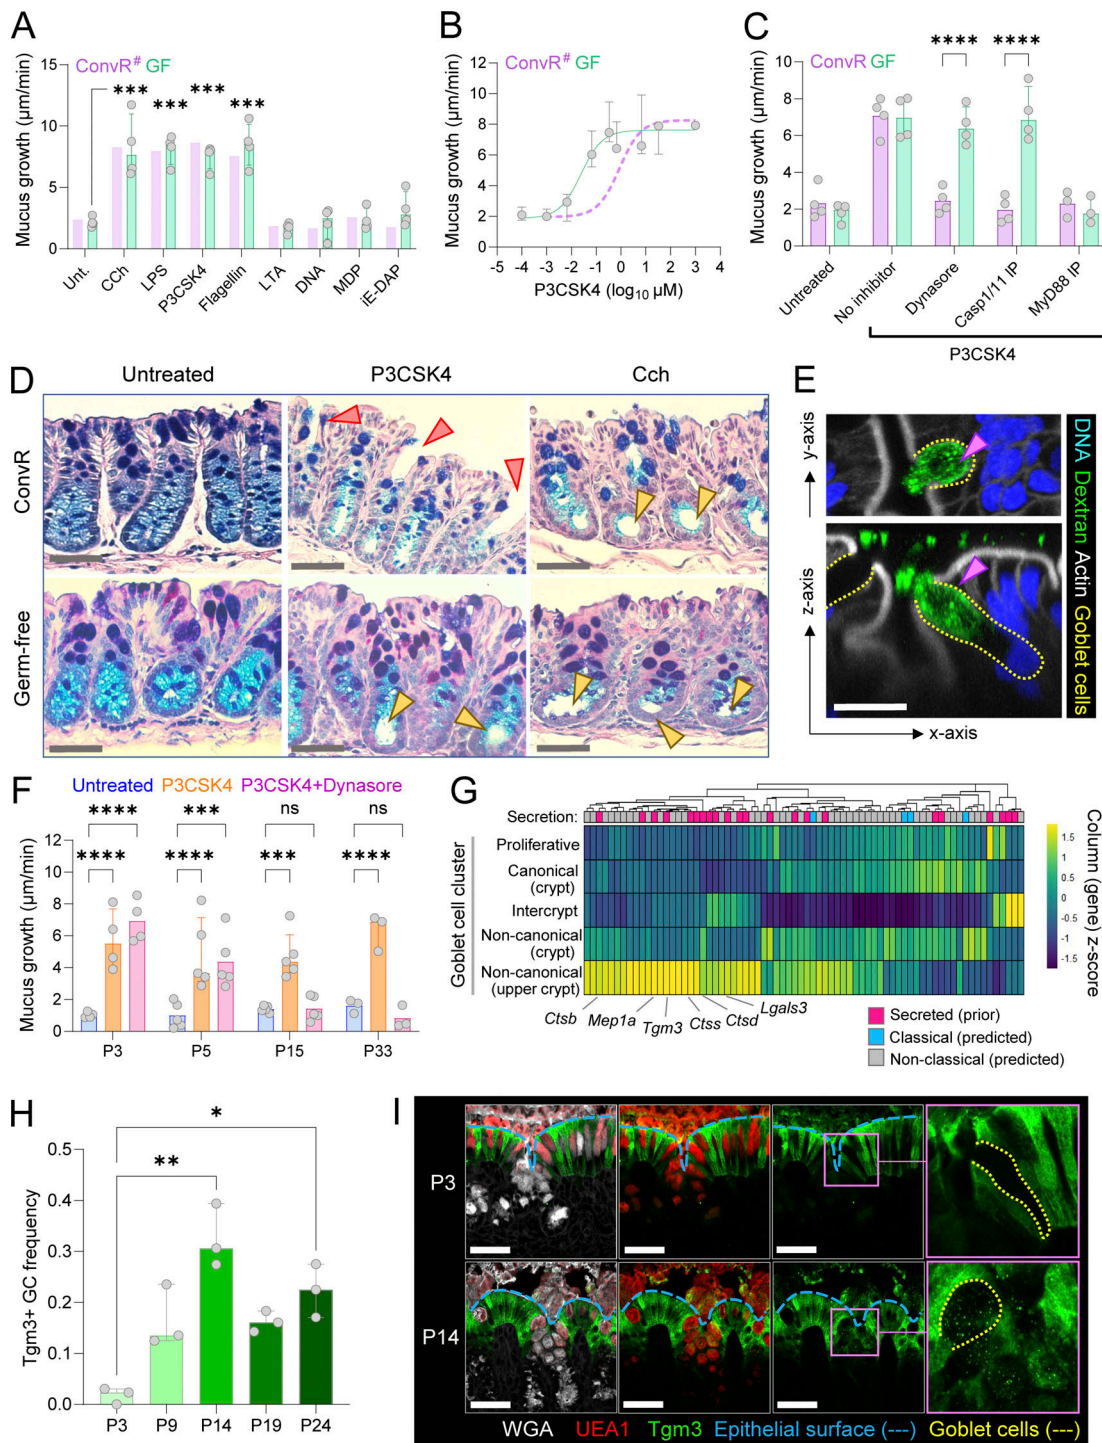 A
ConvR# GF
Mucus growth (µm/min)
15
10
5
0
*** *** *** ***
Unt.
CCh
LPS
P3CSK4
Flagellin
LTA
DNA
MDP
iE-DAP
B
ConvR# GF
Mucus growth (µm/min)
12
10
8
6
4
2
0
-5 -4 -3 -2 -1 0 1 2 3 4
P3CSK4 (log10 µM)
C
ConvR GF
Mucus growth (µm/min)
10
8
6
4
2
0
**** ****
Untreated
No inhibitor
Dynasore
Casp1/11 IP
MyD88 IP
P3CSK4
D
Untreated P3CSK4 Cch
ConvR
Germ-free
E
y-axis
z-axis
x-axis
DNA Dextran Actin Goblet cells
F
Untreated P3CSK4 P3CSK4+Dynasore
Mucus growth (µm/min)
12
10
8
6
4
2
0
**** *** ns ns
**** **** *** ****
P3 P5 P15 P33
G
Secretion:
Goblet cell cluster
Proliferative
Canonical
(crypt)
Intercrypt
Non-canonical
(crypt)
Non-canonical
(upper crypt)
Ctsb Mep1a Tgm3 Ctss Ctsd Lgals3
1.5
1
0.5
0
-0.5
-1
-1.5
Column (gene) z-score
Secreted (prior)
Classical (predicted)
Non-classical (predicted)
H
Tgm3+ GC frequency
0.5
0.4
0.3
0.2
0.1
0.0
*
**
P3 P9 P14 P19 P24
I
P3
P14
WGA UEA1 Tgm3 Epithelial surface (---) Goblet cells (---)